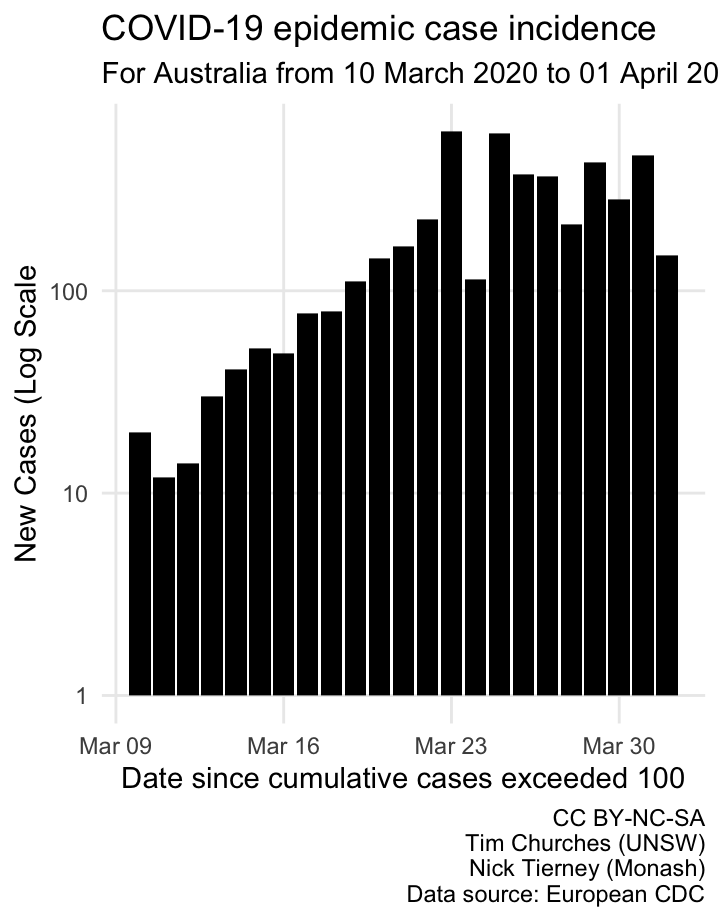 COVID-19 epidemic case incidence
For Australia from 10 March 2020 to 01 April 20
New Cases (Log Scale
100
10
1
Mar 09 Mar 16 Mar 23 Mar 30
Date since cumulative cases exceeded 100
CC BY-NC-SA
Tim Churches (UNSW)
Nick Tierney (Monash)
Data source: European CDC